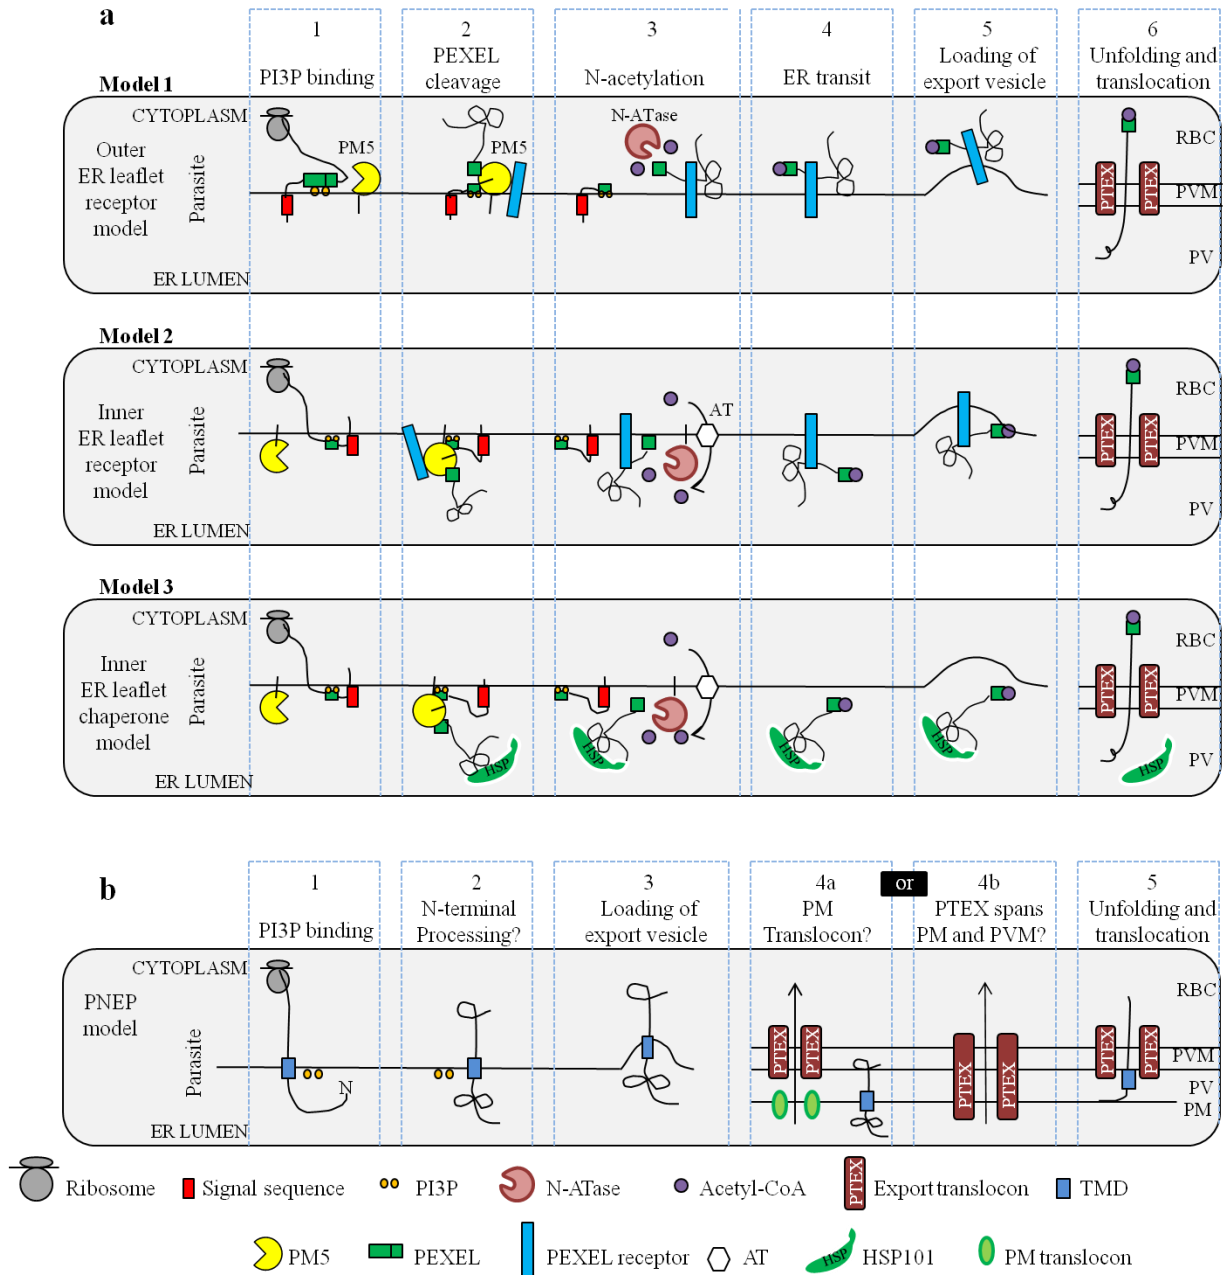 a
1
PI3P binding
2
PEXEL
cleavage
3
N-acetylation
4
ER transit
5
Loading of
export vesicle
6
Unfolding and
translocation
Model 1
CYTOPLASM
Outer
ER leaflet
receptor
model
Parasite
ER LUMEN
PM5
PM5
N-ATase
PTEX
PTEX
RBC
PVM
PV
Model 2
CYTOPLASM
Inner
ER leaflet
receptor
model
Parasite
ER LUMEN
AT
PTEX
PTEX
RBC
PVM
PV
Model 3
CYTOPLASM
Inner
ER leaflet
chaperone
model
Parasite
ER LUMEN
HSP
HSP
HSP
HSP
PTEX
PTEX
HSP
RBC
PVM
PV
b
1
PI3P binding
2
N-terminal
Processing?
3
Loading of
export vesicle
4a
PM
Translocon?
or
4b
PTEX spans
PM and PVM?
5
Unfolding and
translocation
CYTOPLASM
PNEP
model
Parasite
ER LUMEN
N
PTEX
PTEX
PTEX
PTEX
PTEX
PTEX
RBC
PVM
PV
PM
Ribosome
Signal sequence
PI3P
N-ATase
Acetyl-CoA
PTEX
Export translocon
TMD
PM5
PEXEL
PEXEL receptor
AT
HSP
HSP101
PM translocon